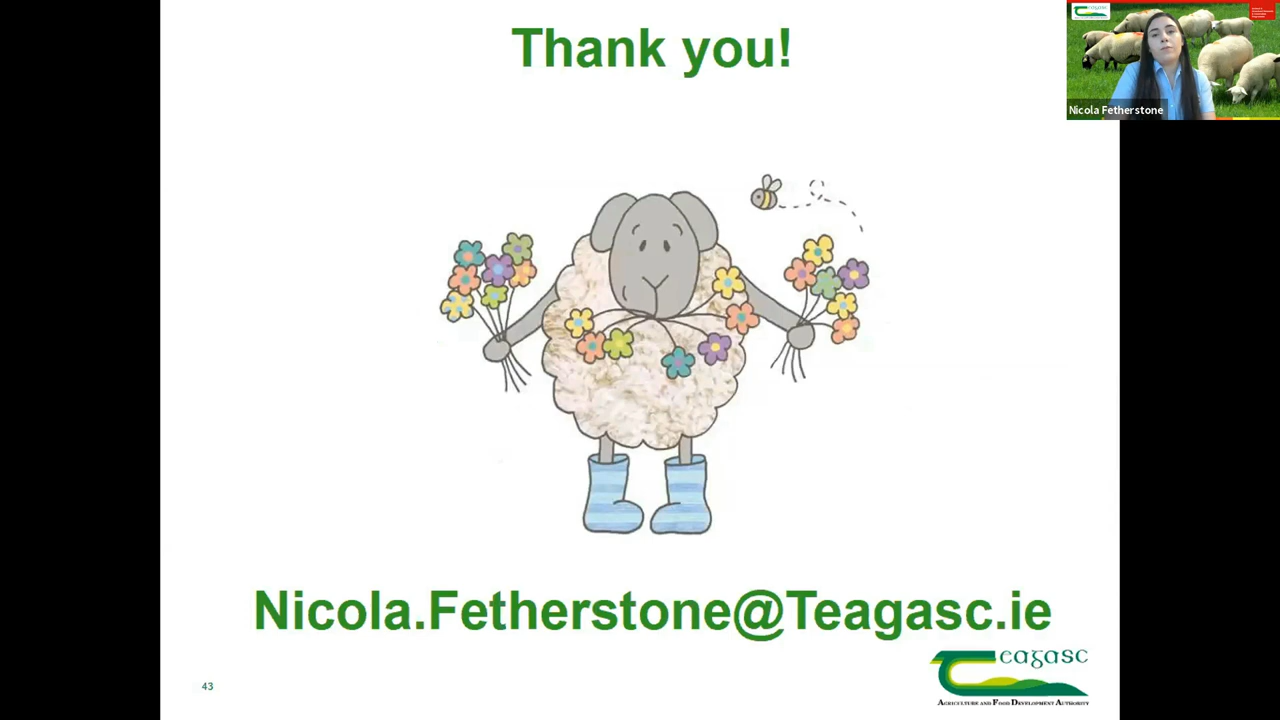 Thank you!
Nicola Fetherstone
Nicola.Fetherstone@Teagasc.ie
Teagasc
AGRICULTURE AND FOOD DEVELOPMENT AUTHORITY
43